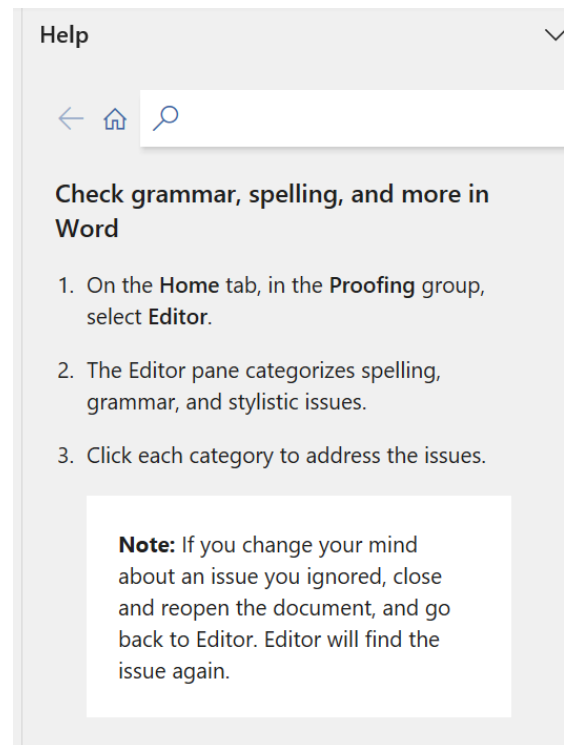 Help
Check grammar, spelling, and more in
Word
1. On the Home tab, in the Proofing group,
select Editor.
2. The Editor pane categorizes spelling,
grammar, and stylistic issues.
3. Click each category to address the issues.
Note: If you change your mind
about an issue you ignored, close
and reopen the document, and go
back to Editor. Editor will find the
issue again.